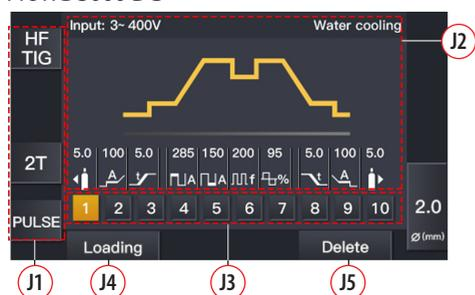 Input: 3~ 400V Water cooling
HF
TIG
2T
PULSE
5.0 100 5.0 285 150 200 95 5.0 100 5.0
A A A f % A
1 2 3 4 5 6 7 8 9 10
2.0
Ø (mm)
Loading Delete
J1 J4 J3 J5 J2